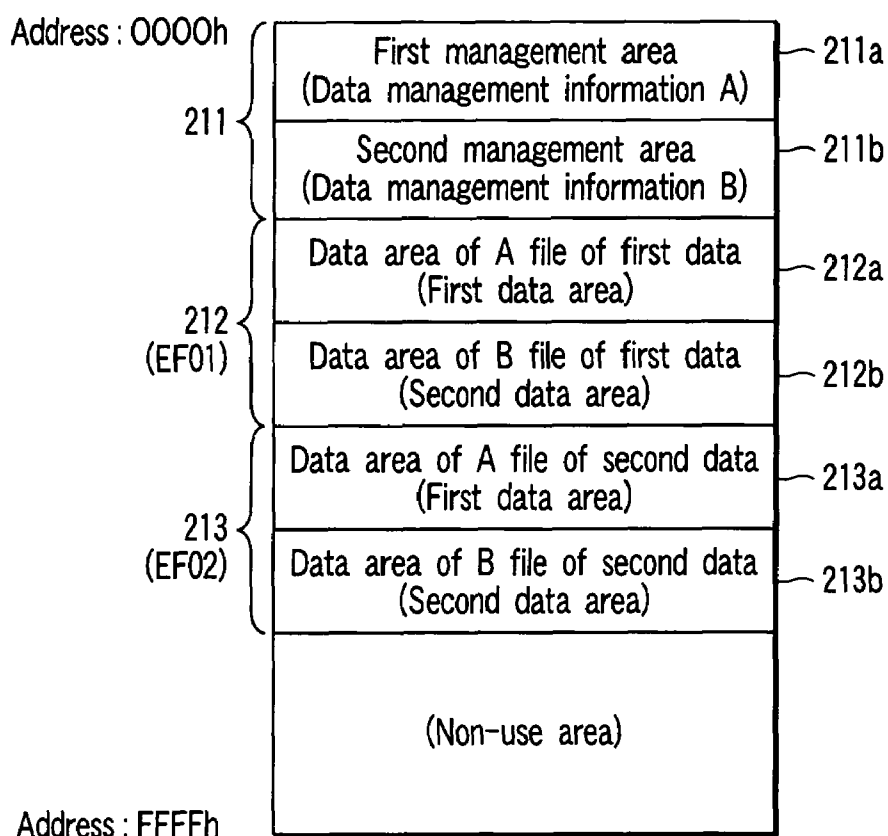 Address : 0000h
First management area
(Data management information A)
211a
211
Second management area
(Data management information B)
211b
Data area of A file of first data
(First data area)
212a
212
(EF01)
Data area of B file of first data
(Second data area)
212b
Data area of A file of second data
(First data area)
213a
213
(EF02)
Data area of B file of second data
(Second data area)
213b
(Non-use area)
Address : FFFFh